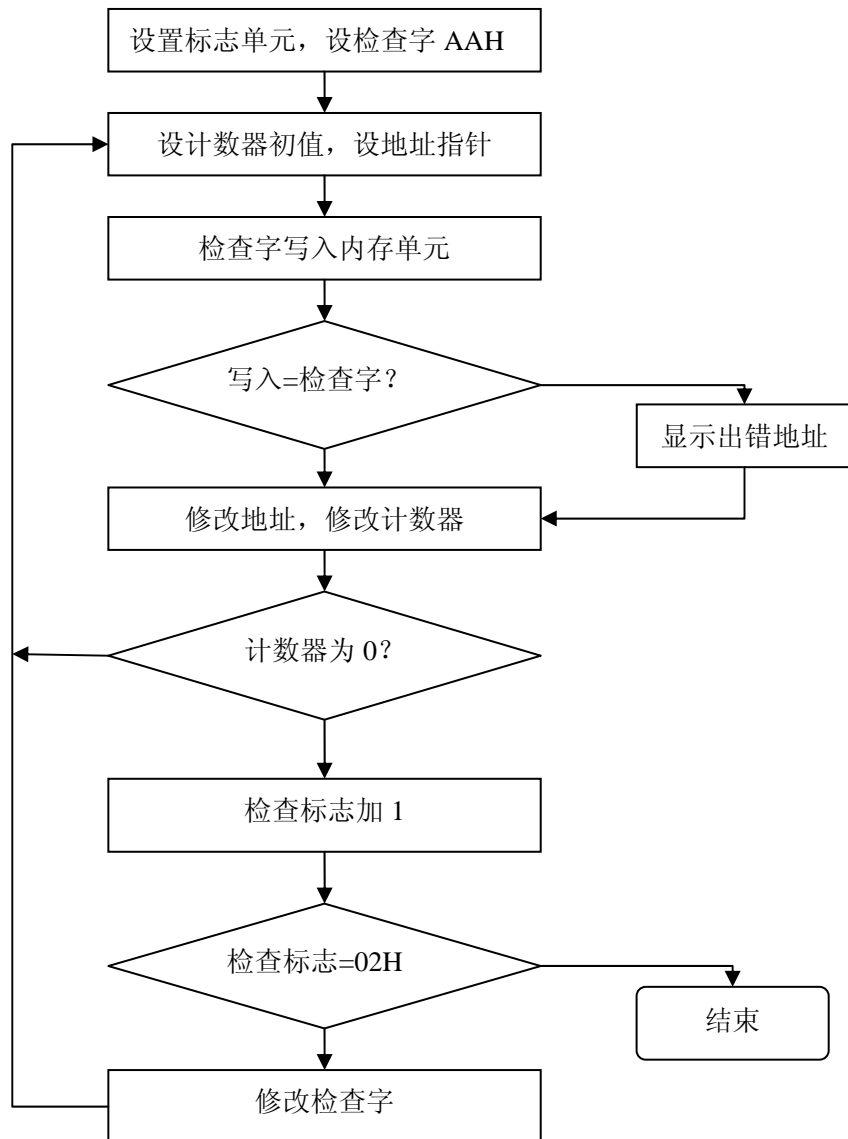 设置标志单元，设检查字 AAH
设计数器初值，设地址指针
检查字写入内存单元
写入=检查字？
显示出错地址
修改地址，修改计数器
计数器为 0？
检查标志加 1
检查标志=02H
结束
修改检查字